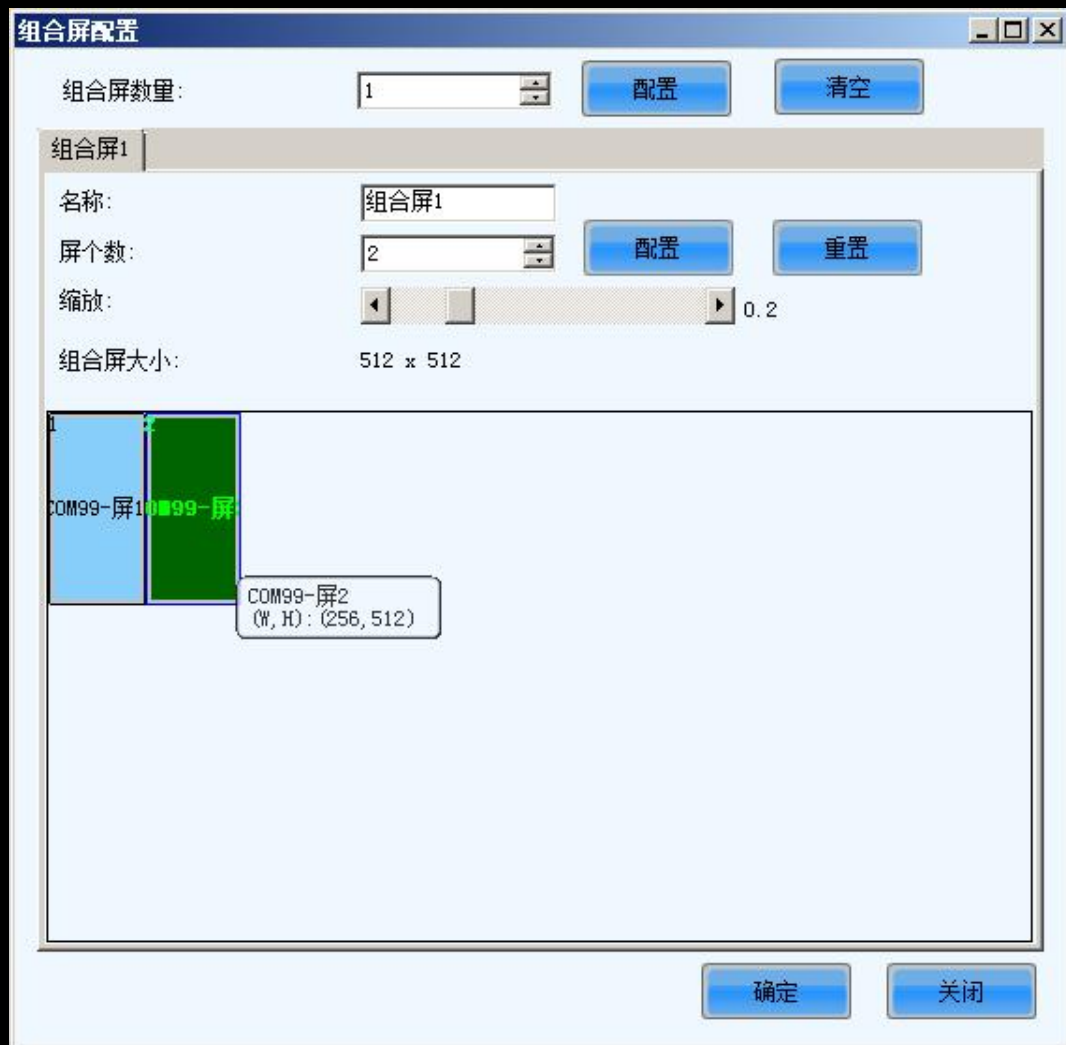 组合屏配置
组合屏数量: 1 配置 清空
组合屏1
名称: 组合屏1
屏个数: 2 配置 重置
缩放: 0.2
组合屏大小: 512 x 512
1 2
COM99-屏1 OM99-屏
COM99-屏2
(W,H):(256,512)
确定 关闭